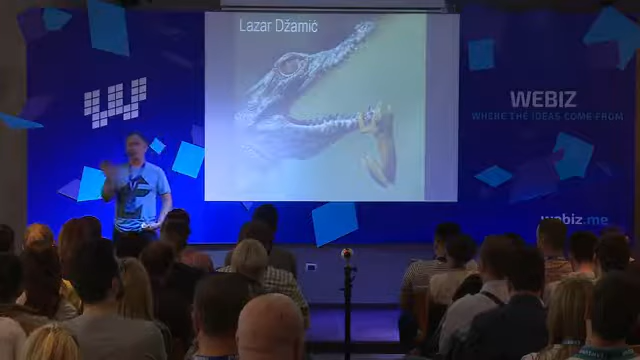 Lazar Džamić
W
WEBIZ
WHERE THE IDEAS COME FROM
webiz.me